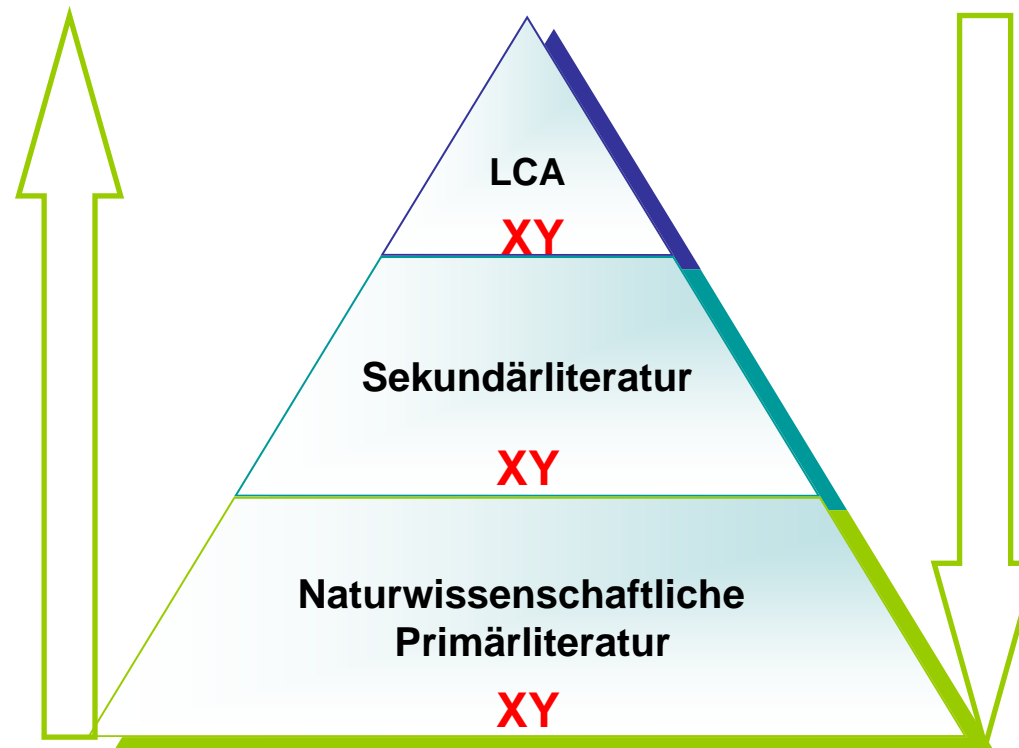 LCA
XY
Sekundärliteratur
XY
Naturwissenschaftliche
Primärliteratur
XY